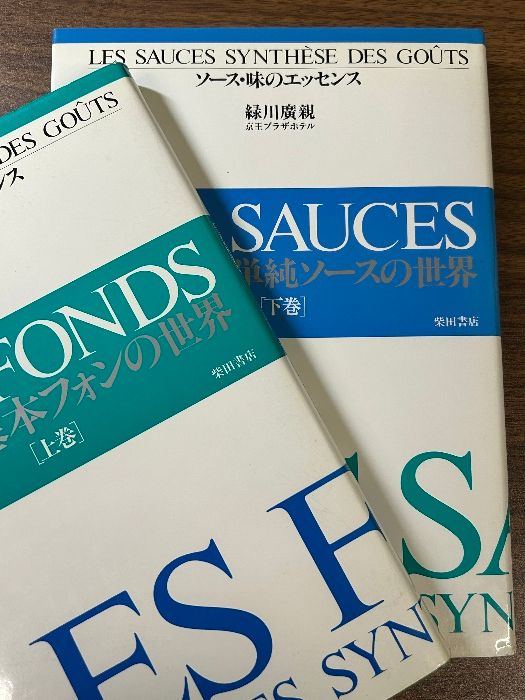 LES SAUCES SYNTHÈSE DES GOÛTS
ソース・味のエッセンス
緑川廣親
京王プラザホテル
SAUCES
単純ソースの世界
[下巻]
柴田書店
SA
SYN
DES GOÛTS
ンス
FONDS
基本フォンの世界
柴田書店
[上巻]
ES F
ES SYN